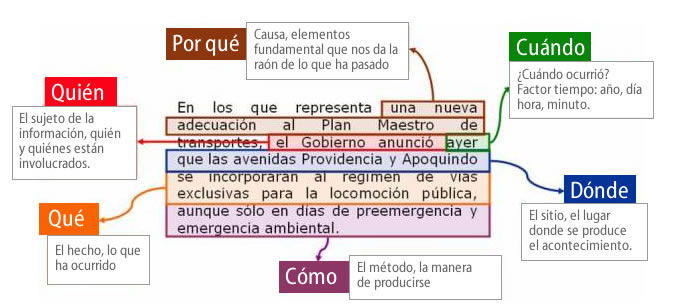 Por qué
Causa, elementos
fundamental que nos da la
raón de lo que ha pasado
Cuándo
¿Cuándo ocurrió?
Factor tiempo: año, día
hora, minuto.
Quién
El sujeto de la
información, quién
y quiénes están
involucrados.
En los que representa una nueva
adecuación al Plan Maestro de
transportes, el Gobierno anunció ayer
que las avenidas Providencia y Apoquindo
se incorporarán al régimen de vías
exclusivas para la locomoción pública,
aunque sólo en días de preemergencia y
emergencia ambiental.
Dónde
El sitio, el lugar
donde se produce
el acontecimiento.
Qué
El hecho, lo que
ha ocurrido
Cómo
El método, la manera
de producirse